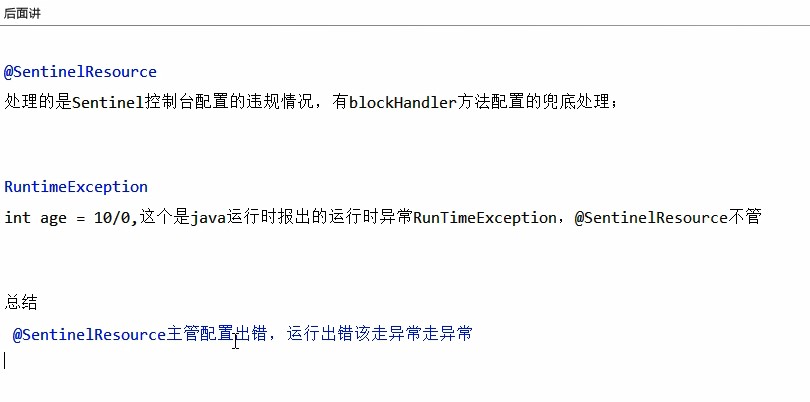 后面讲
@SentinelResource
处理的是Sentinel控制台配置的违规情况，有blockHandler方法配置的兜底处理；
RuntimeException
int age = 10/0,这个是java运行时报出的运行时异常RunTimeException，@SentinelResource不管
总结
@SentinelResource主管配置出错，运行出错该走异常走异常